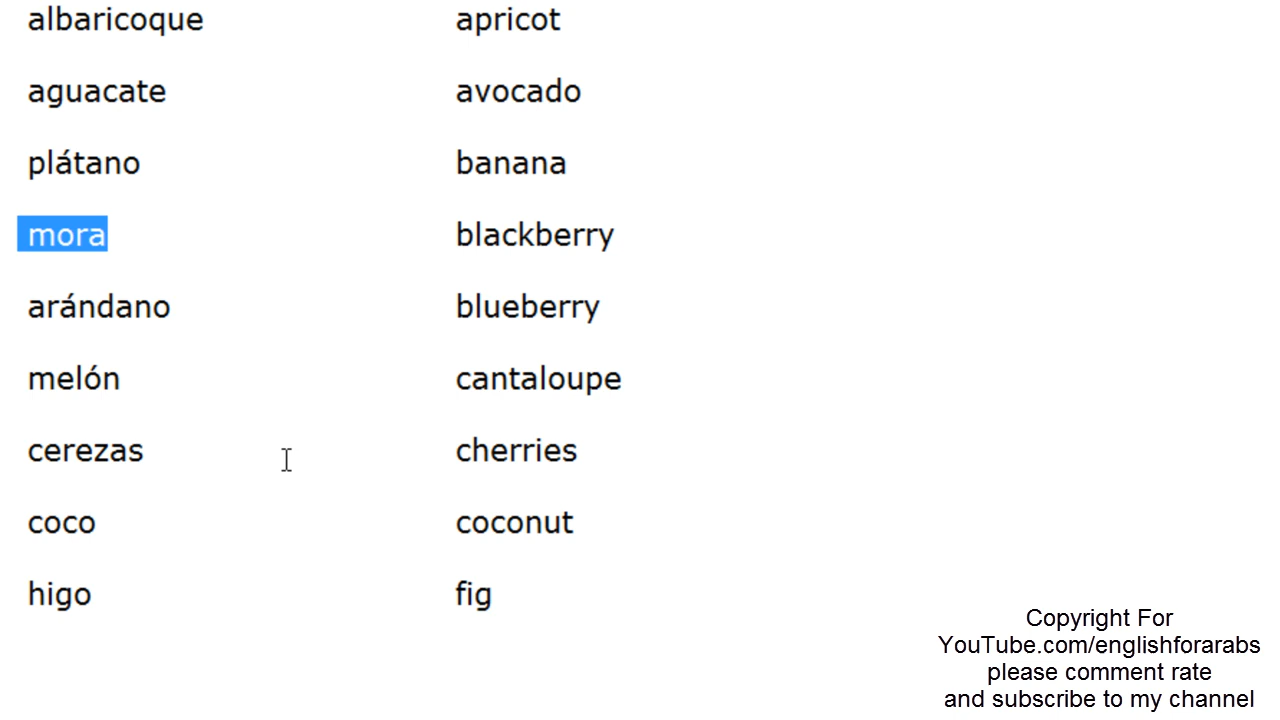 albaricoque apricot
aguacate avocado
plátano banana
mora blackberry
arándano blueberry
melón cantaloupe
cerezas cherries
coco coconut
higo fig
Copyright For
YouTube.com/englishforarabs
please comment rate
and subscribe to my channel